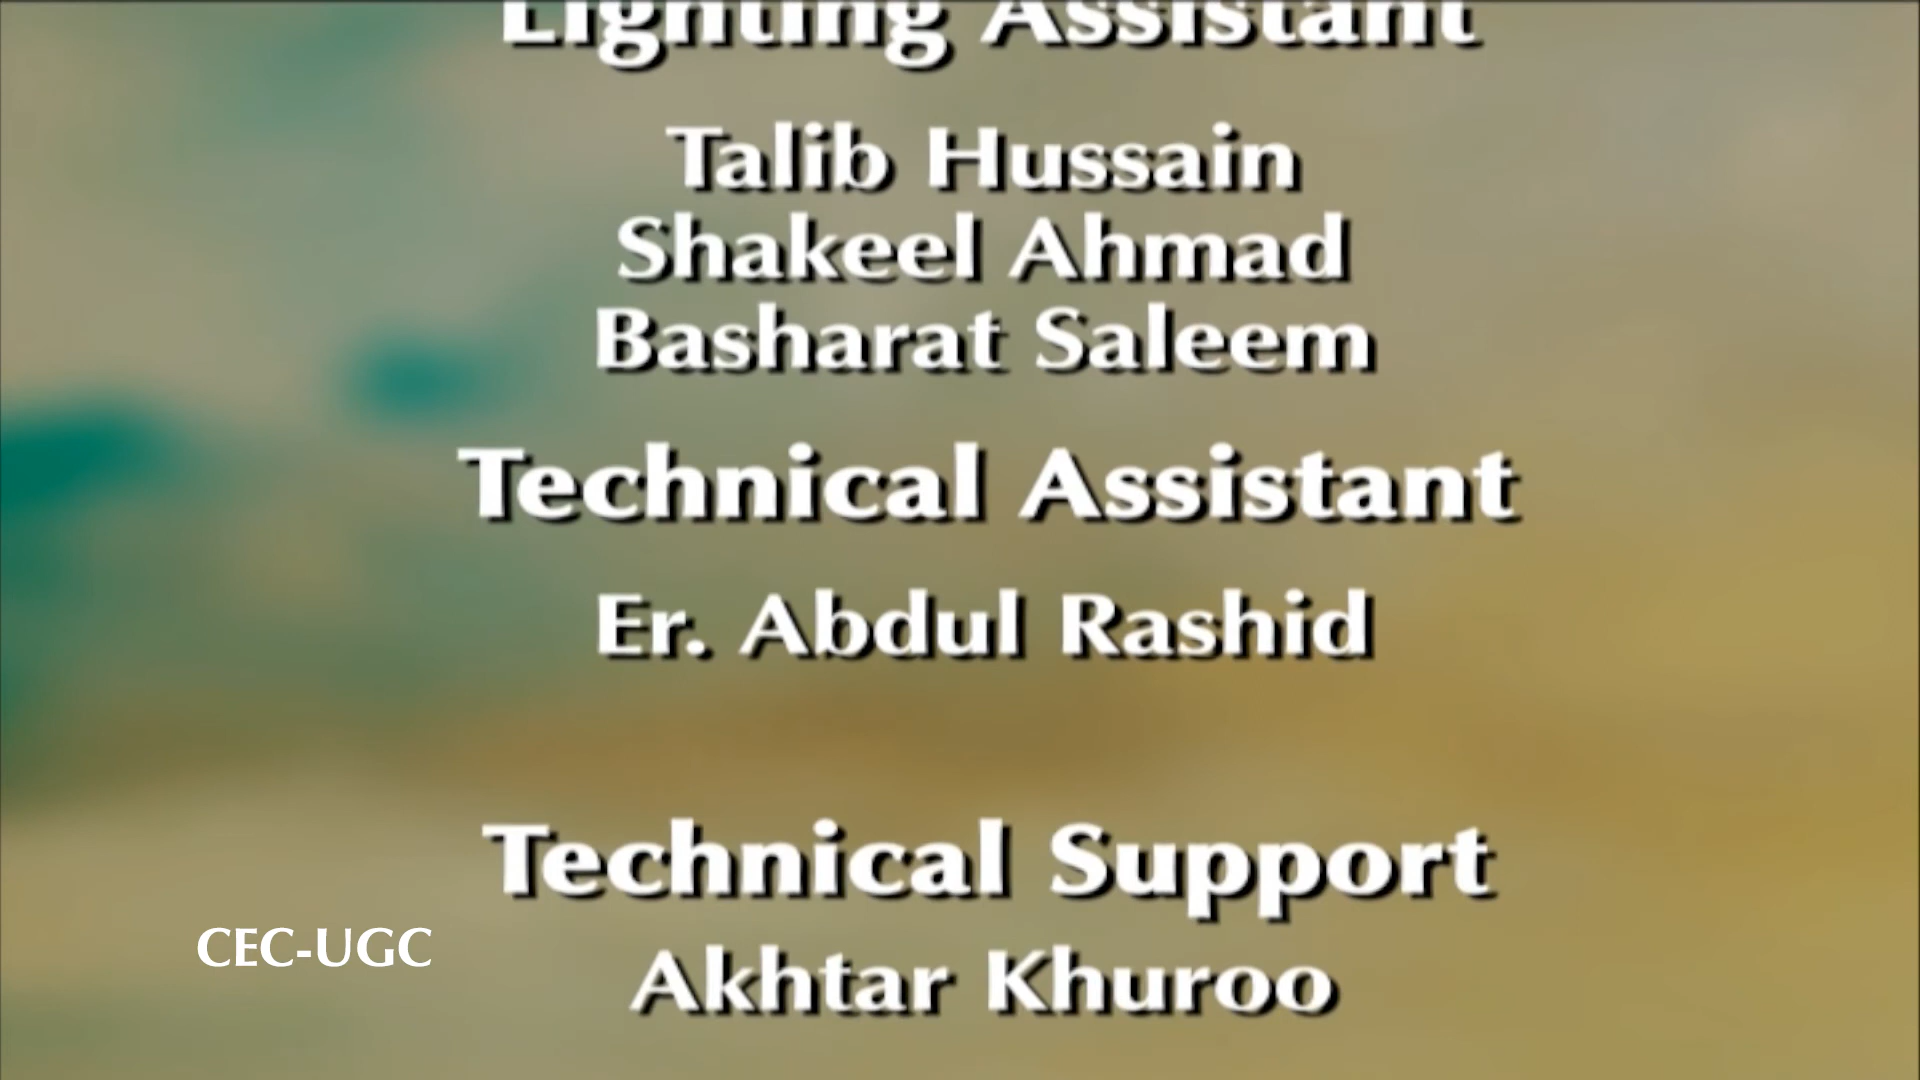 Lighting Assistant
Talib Hussain
Shakeel Ahmad
Basharat Saleem
Technical Assistant
Er. Abdul Rashid
Technical Support
CEC-UGC
Akhtar Khuroo